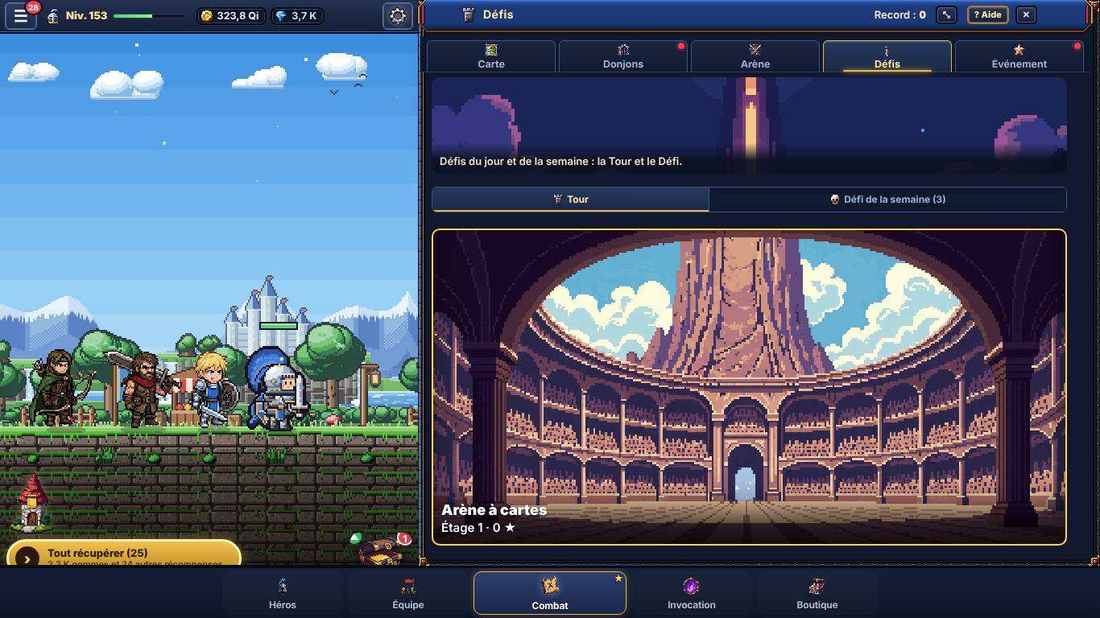 28
Niv. 153
323,8 Qi
3,7 K
Défis
Record : 0
? Aide
Carte
Donjons
Arène
Défis
Événement
Défis du jour et de la semaine : la Tour et le Défi.
Tour
Défi de la semaine (3)
Arène à cartes
Étage 1 · 0 ★
Tout récupérer (25)
1
Héros
Équipe
Combat
Invocation
Boutique